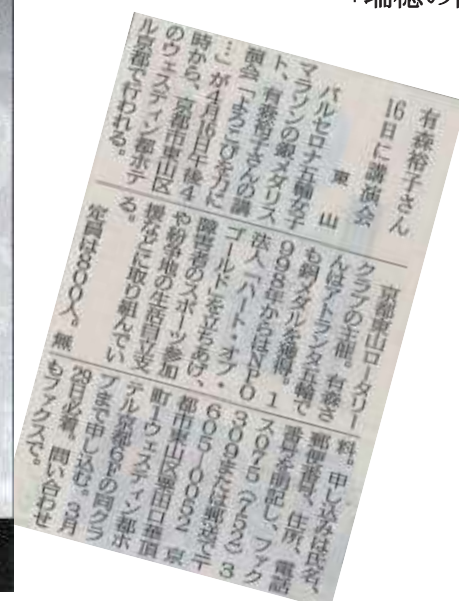 有森裕子さん
16日に講演会
東山
バルセロナ五輪女子
マラソンの銀メダリス
ト、有森裕子さんの講
演会「よろこびを力に
…」が4月16日午後4
時から、京都市東山区
のウェスティン都ホテ
ル京都で行われる。
京都東山ロータリー
クラブの主催。有森さ
んはアトランタ五輪で
も銅メダルを獲得。1
998年からはNPO
法人「ハート・オブ・
ゴールド」を立ちあげ、
障害者のスポーツ参加
や紛争地の生活自立支
援などに取り組んでい
る。
定員は300人。無
料。申し込みは氏名、
郵便番号、住所、電話
番号を明記し、ファク
ス075(752)3
309または郵送で〒
605-0052 京
都市東山区粟田口華頂
町1ウェスティン都ホ
テル京都6Fの同クラ
ブまで申し込む。3月
29日必着。問い合わせ
もファクスで。